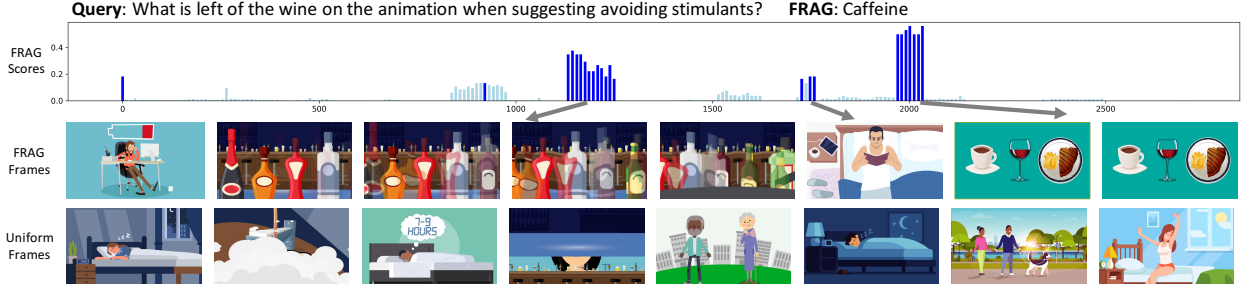 Query: What is left of the wine on the animation when suggesting avoiding stimulants? FRAG: Caffeine
FRAG
Scores
0.4
0.2
0.0
0
500
1000
1500
2000
2500
FRAG
Frames
Uniform
Frames
7-9
HOURS